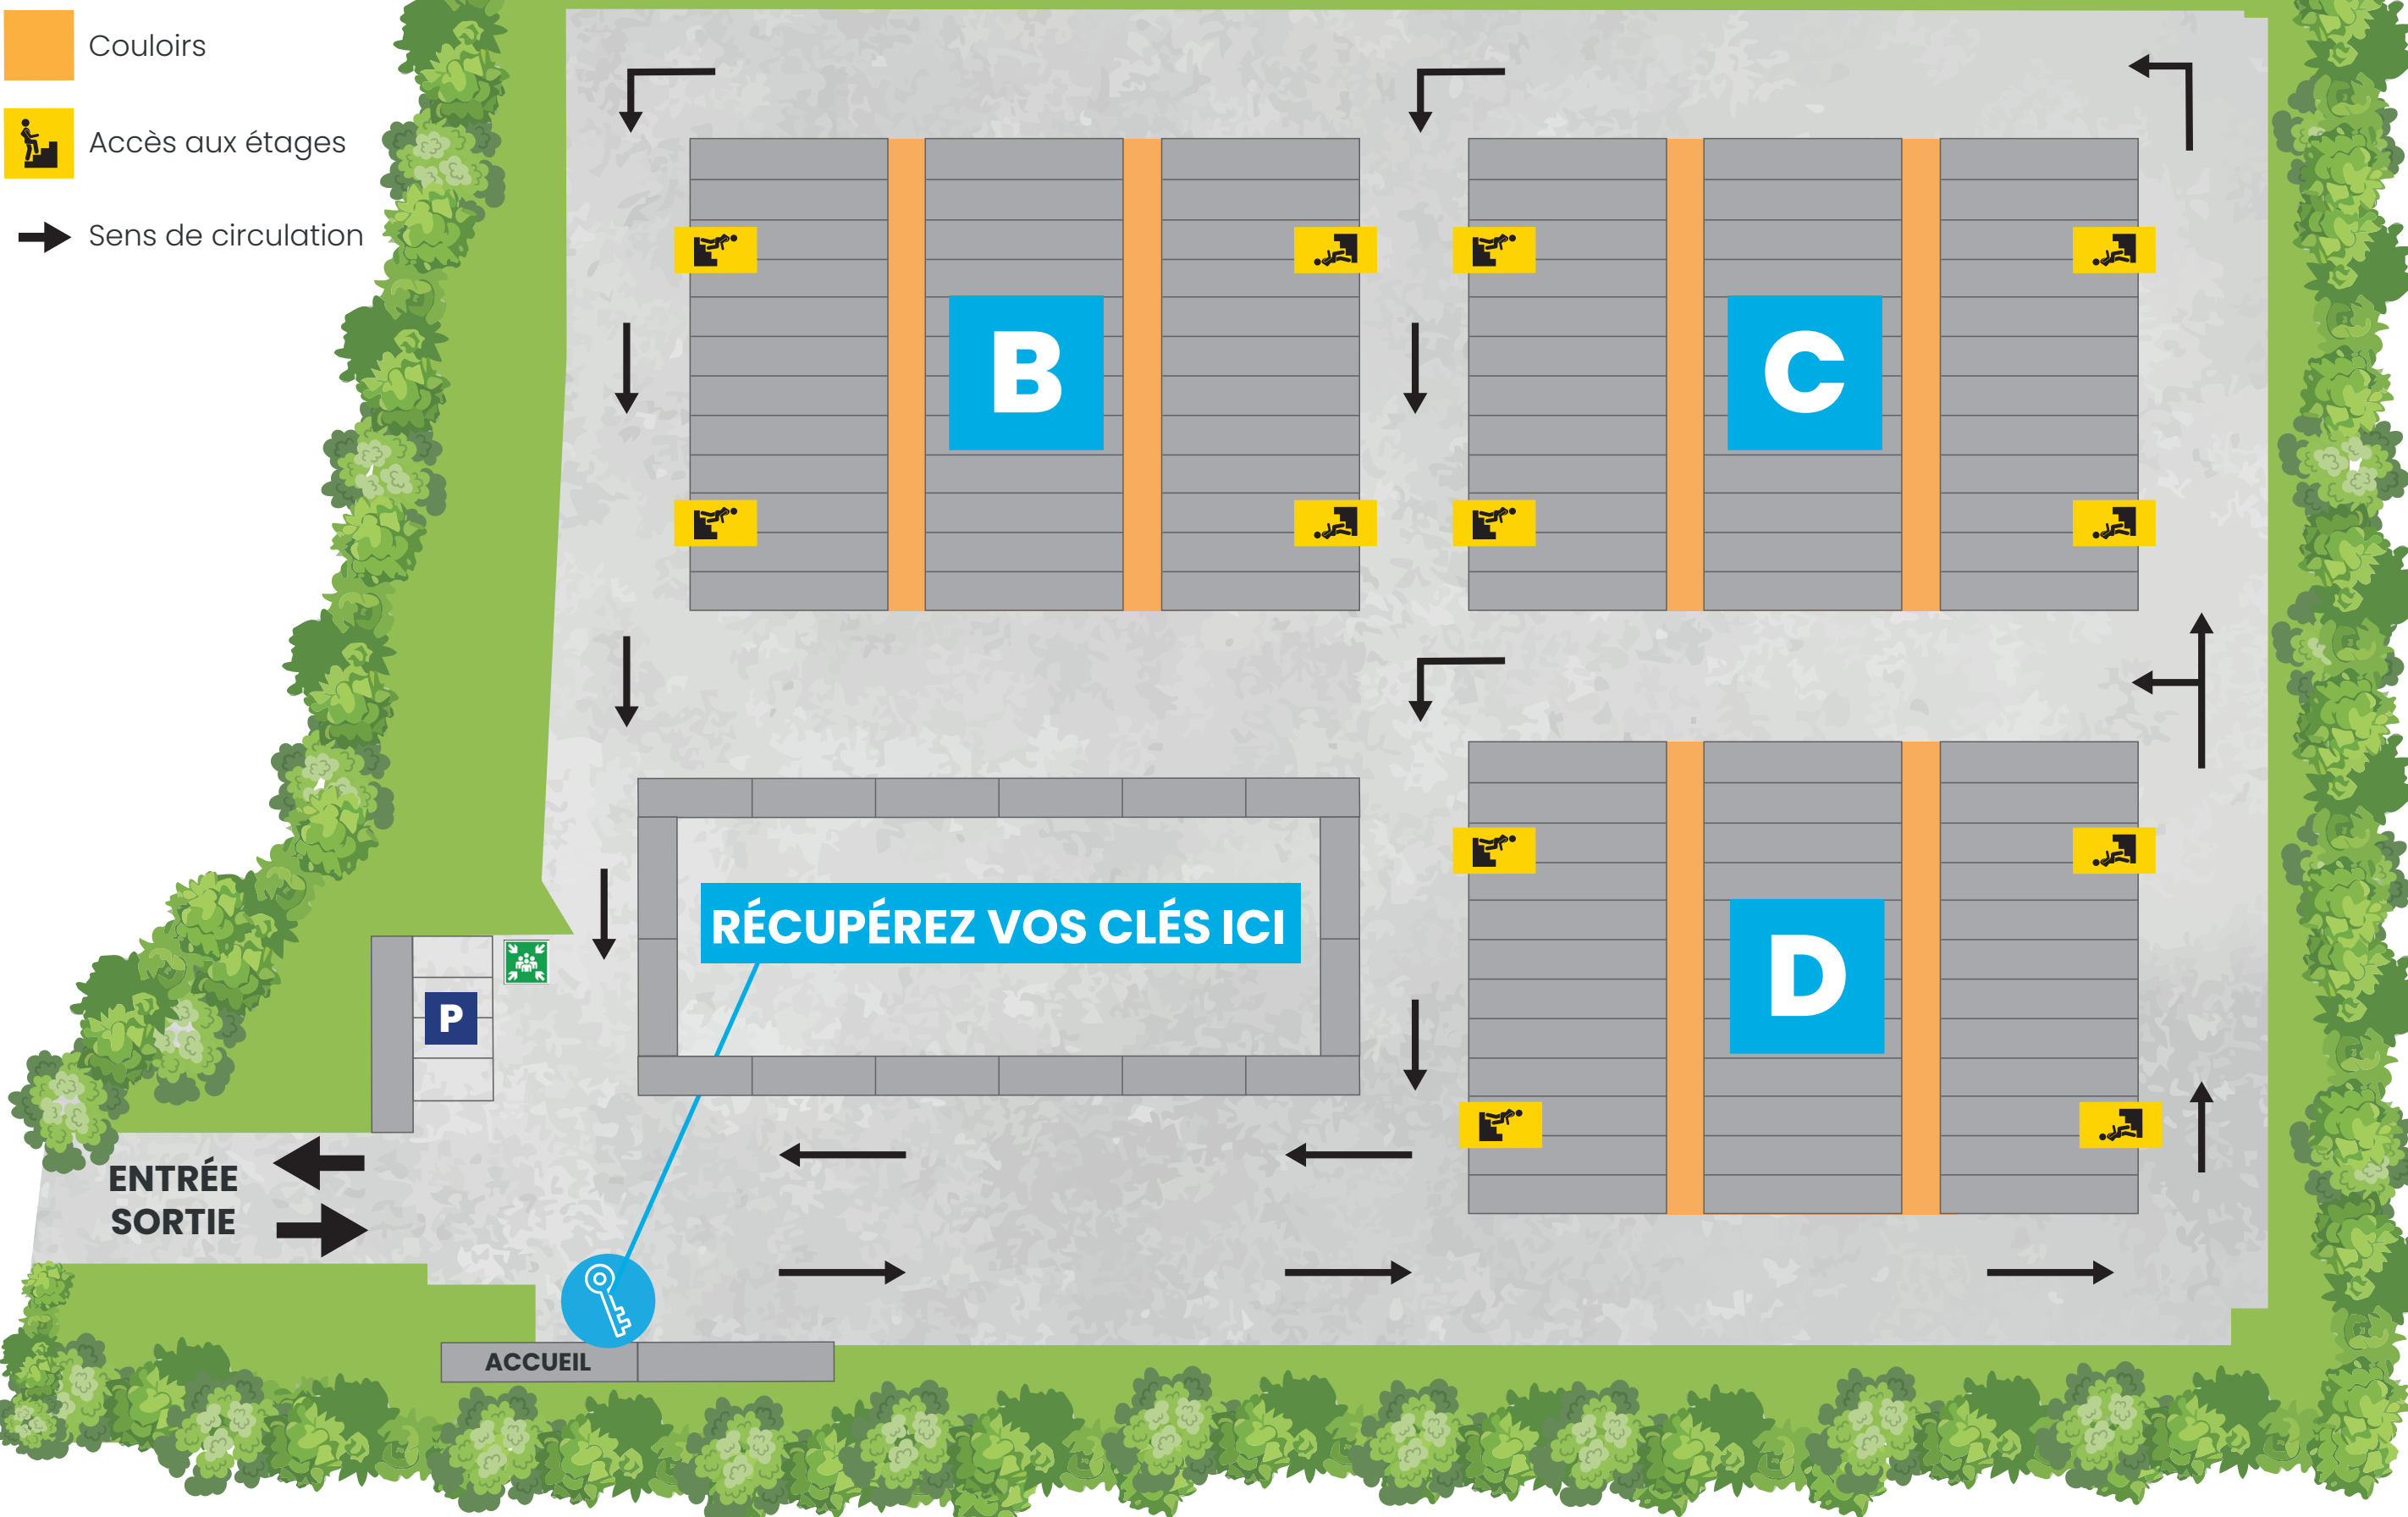 Couloirs
Accès aux étages
Sens de circulation
B
C
RÉCUPÉREZ VOS CLÉS ICI
D
P
ENTRÉE
SORTIE
ACCUEIL